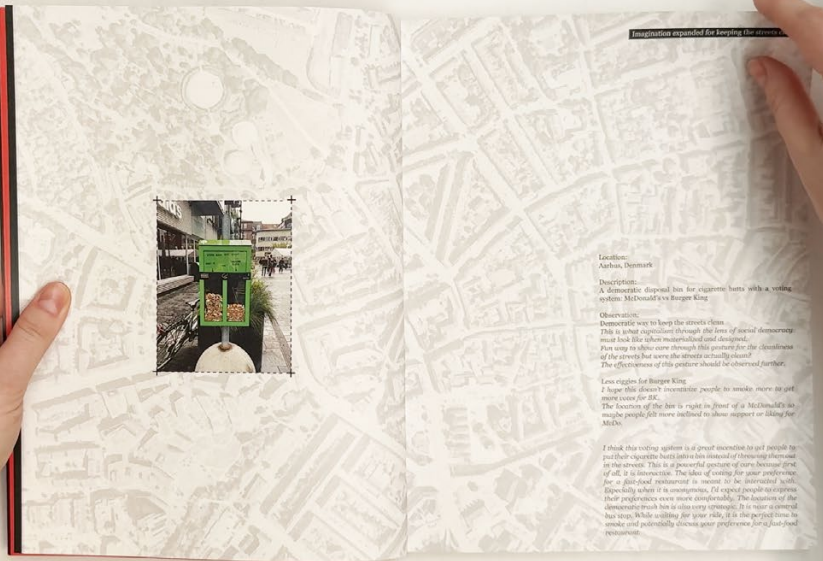 Imagination expanded for keeping the streets
Location:
Aarhus, Denmark
Description:
A democratic disposal bin for cigarette butts with a voting
system: McDonald's vs Burger King
Observation:
Democratic way to keep the streets clean.
This is what capitalism through the lens of social democracy
must look like when materialized and designed.
Fun way to show care through this gesture for the cleanliness
of the streets but were the streets actually clean?
The effectiveness of this gesture should be observed further.
Less ciggies for Burger King
I hope this doesn't incentivise people to smoke more to get
more votes for BK.
The location of the bin is right in front of a McDonald's so
maybe people felt more inclined to show support or liking for
McDo.
I think this voting system is a great incentive to get people to
put their cigarette butts into a bin instead of throwing them
in the streets. This is a powerful gesture of care because first
of all, it is interactive. The idea of voting for your preference
for a fast-food restaurant is meant to be interacted with.
Especially when it is anonymous, I'd expect people to express
their preferences even more comfortably. The location of the
democratic trash bin is also very strategic. It is near a central
bus stop. While waiting for your ride, it is the perfect time to
smoke and potentially discuss your preference for a fast-food
restaurant.